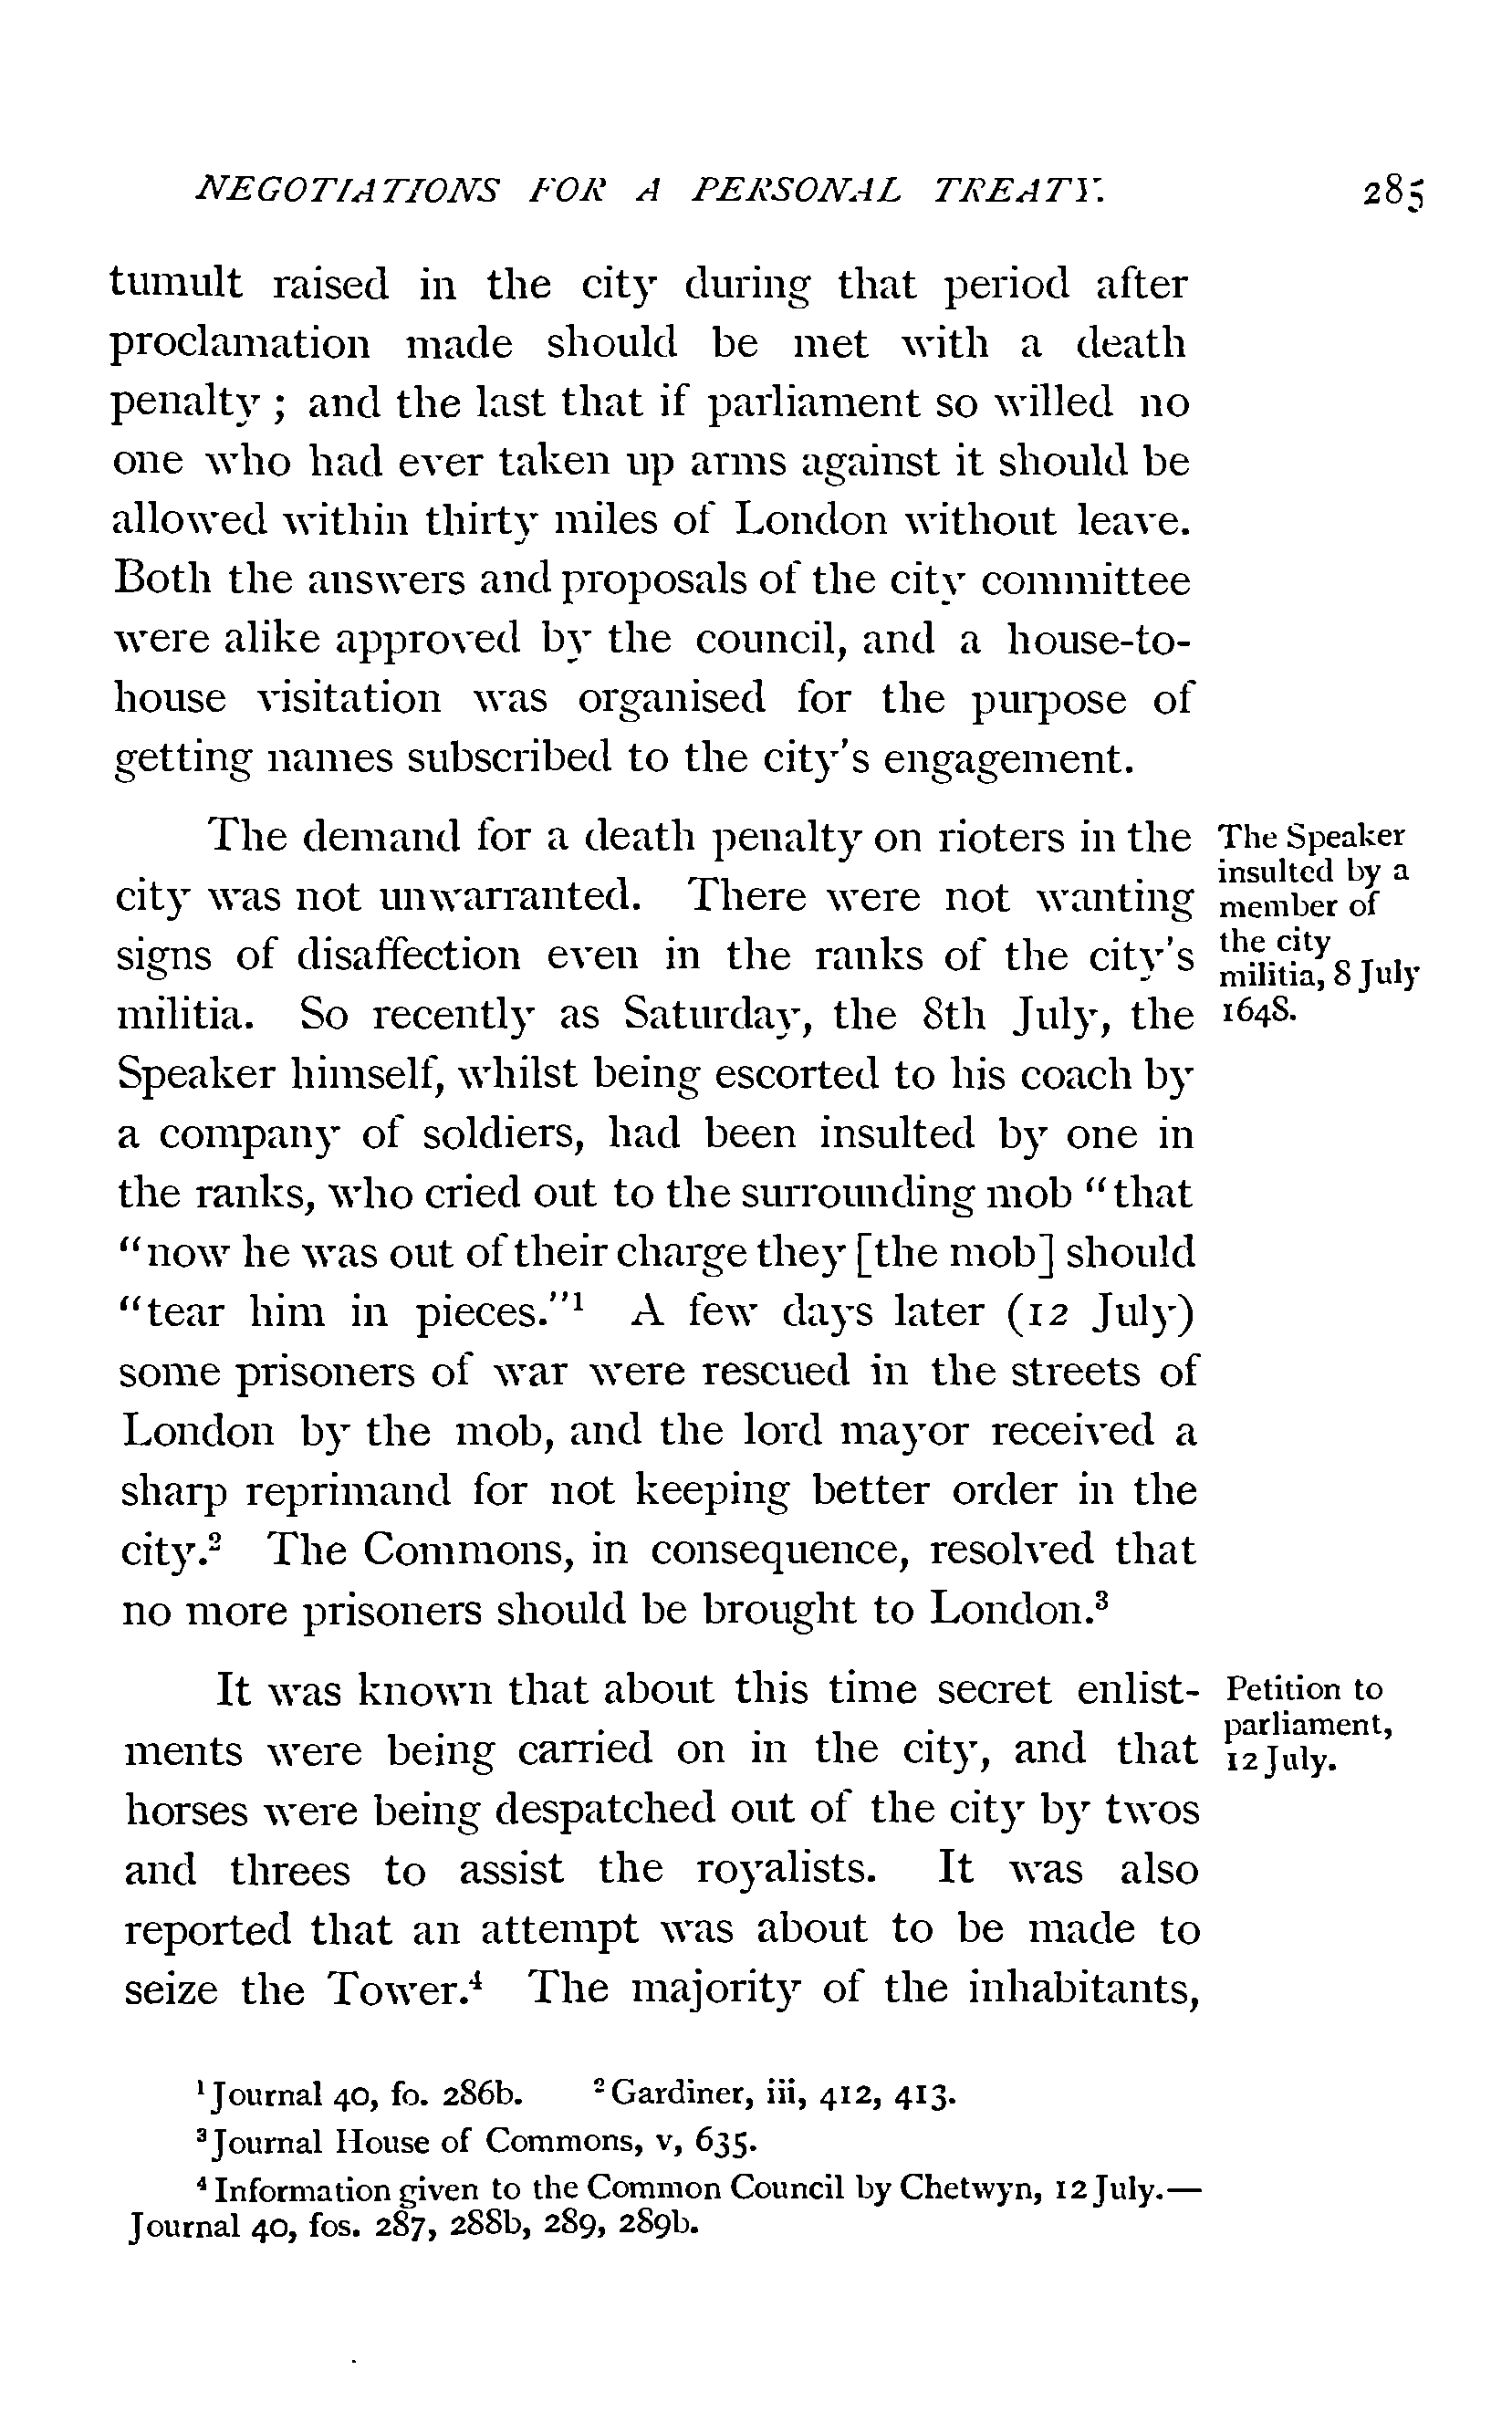 NEGOTIATIONS FOR A PERSONAL TREATY. 285
tumult raised in the city during that period after
proclamation made should be met with a death
penalty ; and the last that if parliament so willed no
one who had ever taken up arms against it should be
allowed within thirty miles of London without leave.
Both the answers and proposals of the city committee
were alike approved by the council, and a house-to-
house visitation was organised for the purpose of
getting names subscribed to the city's engagement.
The demand for a death penalty on rioters in the
city was not unwarranted. There were not wanting
signs of disaffection even in the ranks of the city's
militia. So recently as Saturday, the 8th July, the
Speaker himself, whilst being escorted to his coach by
a company of soldiers, had been insulted by one in
the ranks, who cried out to the surrounding mob "that
"now he was out of their charge they [the mob] should
"tear him in pieces."¹ A few days later (12 July)
some prisoners of war were rescued in the streets of
London by the mob, and the lord mayor received a
sharp reprimand for not keeping better order in the
city.² The Commons, in consequence, resolved that
no more prisoners should be brought to London.³
The Speaker
insulted by a
member of
the city
militia, 8 July
1648.
It was known that about this time secret enlist-
ments were being carried on in the city, and that
horses were being despatched out of the city by twos
and threes to assist the royalists. It was also
reported that an attempt was about to be made to
seize the Tower.⁴ The majority of the inhabitants,
Petition to
parliament,
12 July.
¹ Journal 40, fo. 286b. ² Gardiner, iii, 412, 413.
³ Journal House of Commons, v, 635.
⁴ Information given to the Common Council by Chetwyn, 12 July.—
Journal 40, fos. 287, 288b, 289, 289b.